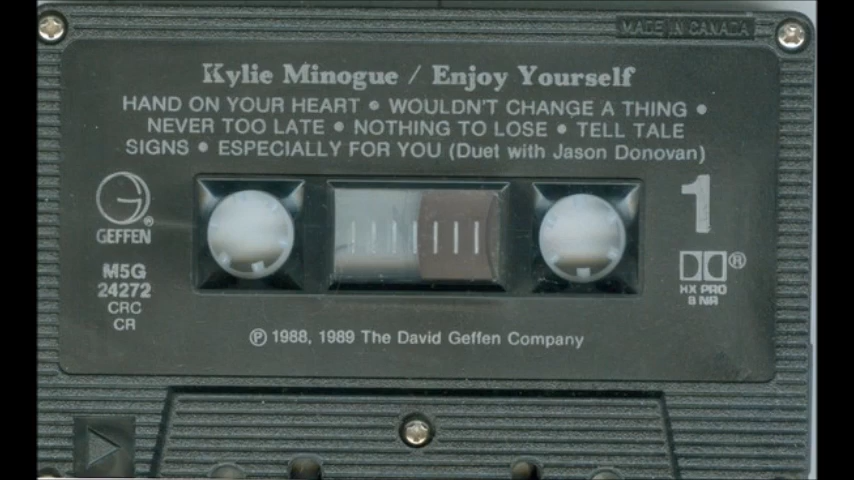 MADE IN CANADA
Kylie Minogue / Enjoy Yourself
HAND ON YOUR HEART • WOULDN'T CHANGE A THING •
NEVER TOO LATE • NOTHING TO LOSE • TELL TALE
SIGNS • ESPECIALLY FOR YOU (Duet with Jason Donovan)
GEFFEN®
M5G
24272
CRC
CR
1
®
HX PRO
B NR
℗ 1988, 1989 The David Geffen Company